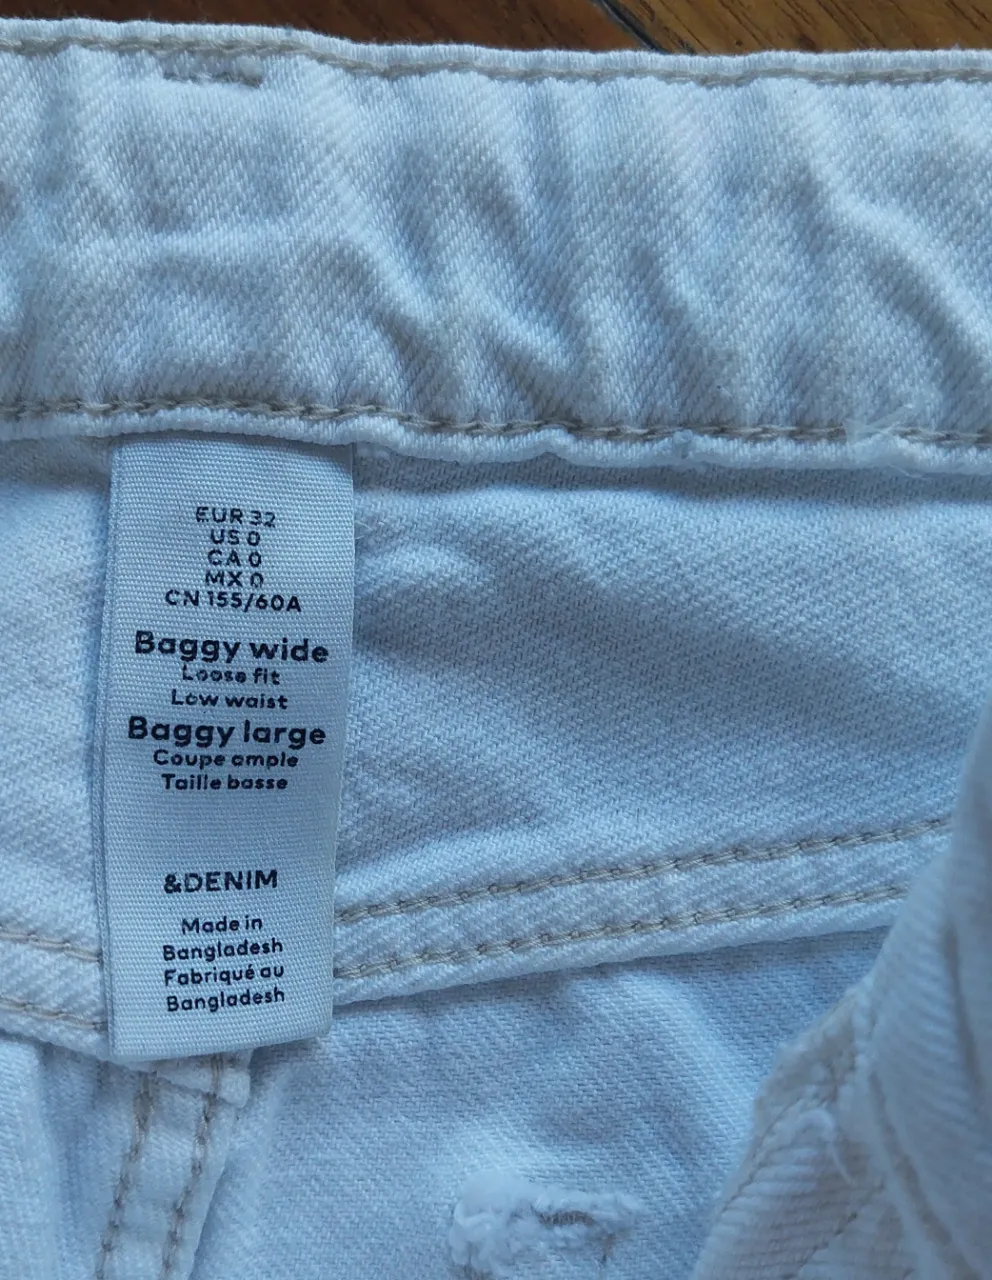 EUR 32
US 0
CA 0
MX 0
CN 155/60A
Baggy wide
Loose fit
Low waist
Baggy large
Coupe ample
Taille basse
&DENIM
Made in
Bangladesh
Fabriqué au
Bangladesh